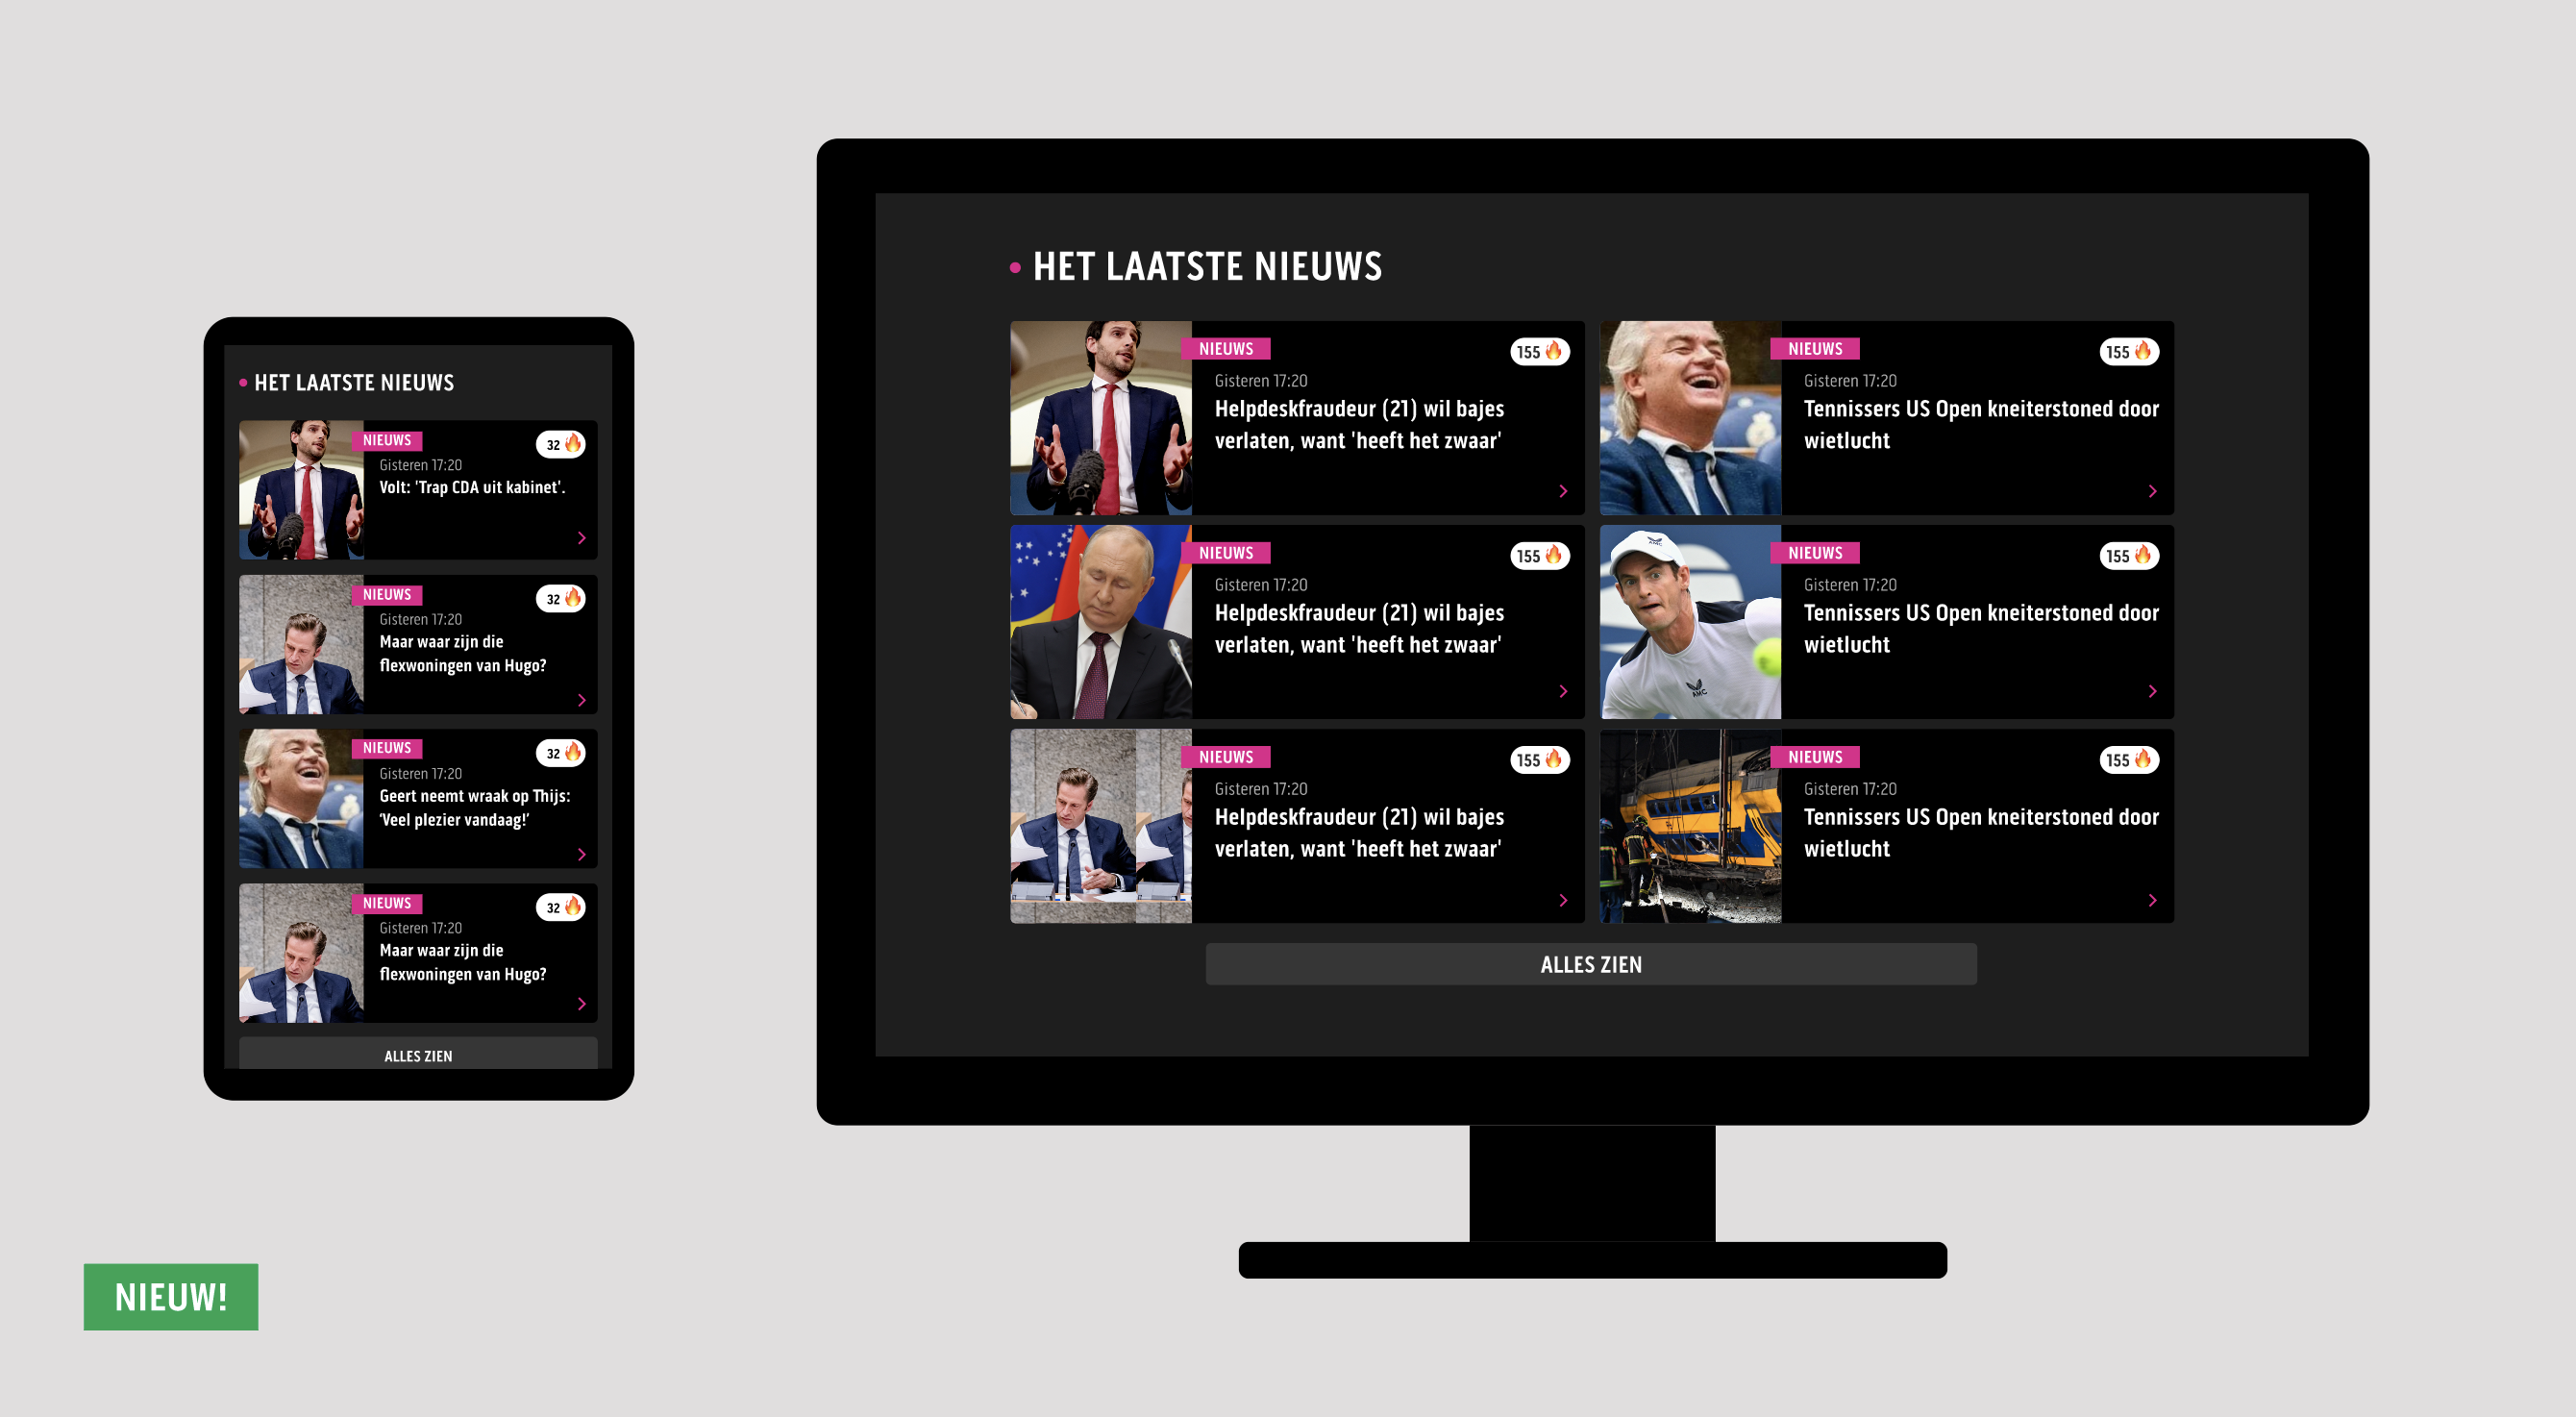 HET LAATSTE NIEUWS
NIEUWS
32
Gisteren 17:20
Volt: 'Trap CDA uit kabinet'.
NIEUWS
32
Gisteren 17:20
Maar waar zijn die
flexwoningen van Hugo?
NIEUWS
32
Gisteren 17:20
Geert neemt wraak op Thijs:
'Veel plezier vandaag!'
NIEUWS
32
Gisteren 17:20
Maar waar zijn die
flexwoningen van Hugo?
ALLES ZIEN
HET LAATSTE NIEUWS
NIEUWS
155
Gisteren 17:20
Helpdeskfraudeur (21) wil bajes
verlaten, want 'heeft het zwaar'
NIEUWS
155
Gisteren 17:20
Tennissers US Open kneiterstoned door
wietlucht
NIEUWS
155
Gisteren 17:20
Helpdeskfraudeur (21) wil bajes
verlaten, want 'heeft het zwaar'
AMC
AMC
NIEUWS
155
Gisteren 17:20
Tennissers US Open kneiterstoned door
wietlucht
NIEUWS
155
Gisteren 17:20
Helpdeskfraudeur (21) wil bajes
verlaten, want 'heeft het zwaar'
NIEUWS
155
Gisteren 17:20
Tennissers US Open kneiterstoned door
wietlucht
ALLES ZIEN
NIEUW!